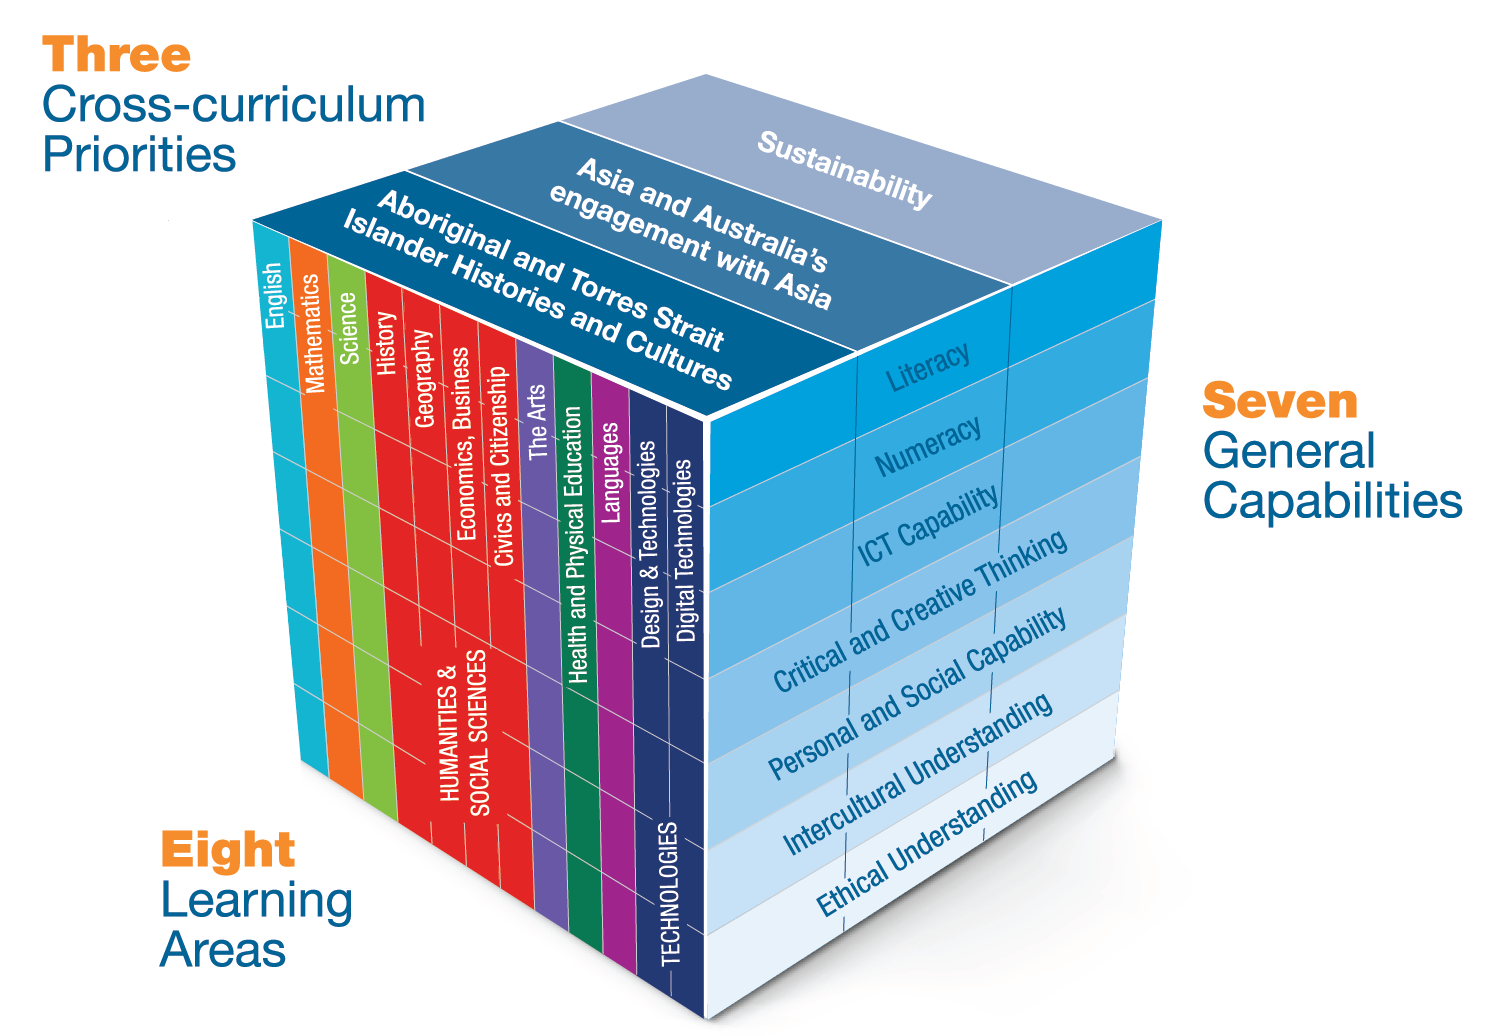 Three
Cross-curriculum
Priorities
Sustainability
Asia and Australia's
engagement with Asia
Aboriginal and Torres Strait
Islander Histories and Cultures
English
Mathematics
Science
History
Geography
Economics, Business
Civics and Citizenship
The Arts
Health and Physical Education
Languages
Design & Technologies
Digital Technologies
HUMANITIES &
SOCIAL SCIENCES
TECHNOLOGIES
Literacy
Numeracy
ICT Capability
Critical and Creative Thinking
Personal and Social Capability
Intercultural Understanding
Ethical Understanding
Seven
General
Capabilities
Eight
Learning
Areas